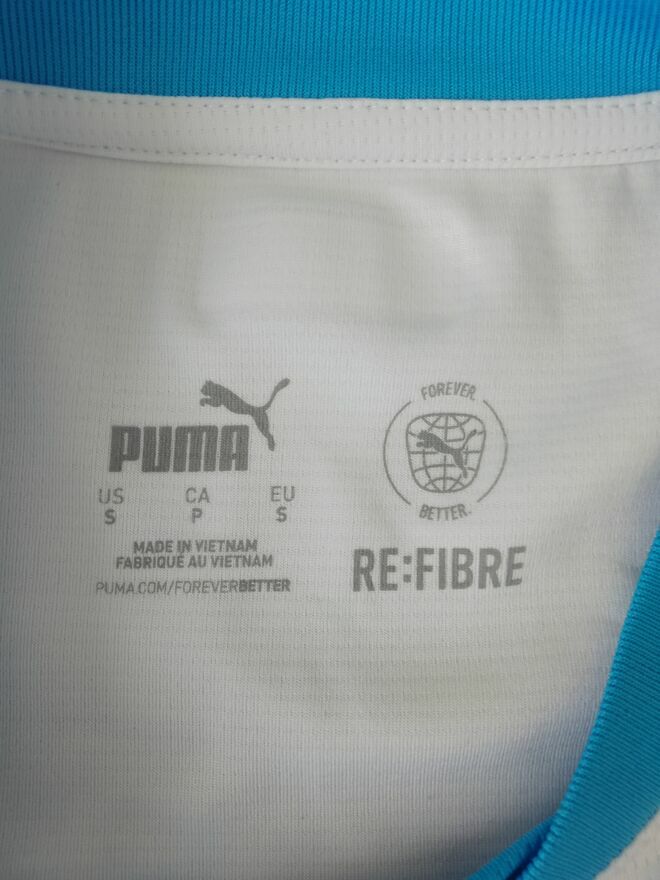 PUMA
US CA EU
S P S
MADE IN VIETNAM
FABRIQUÉ AU VIETNAM
PUMA.COM/FOREVERBETTER
FOREVER.
BETTER.
RE:FIBRE